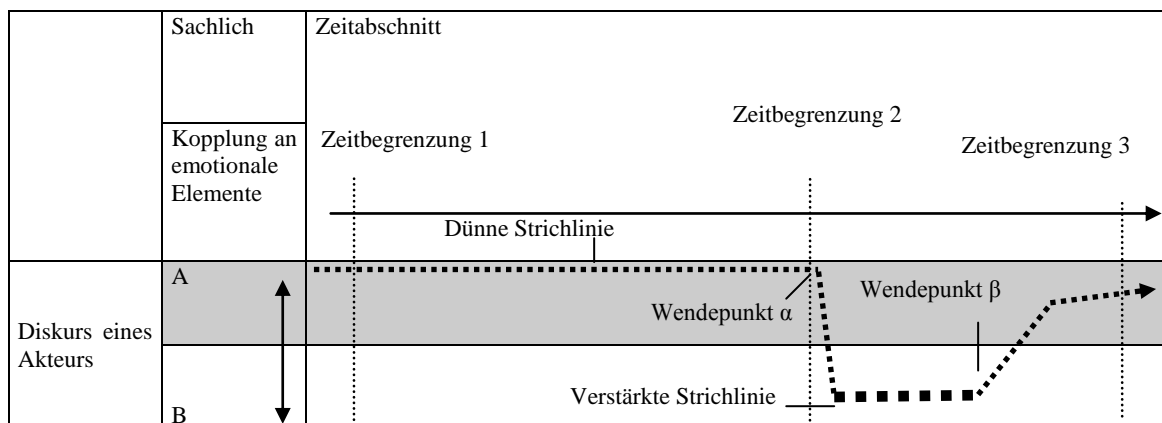 Sachlich
Zeitabschnitt
Kopplung an
emotionale
Elemente
Zeitbegrenzung 1
Zeitbegrenzung 2
Zeitbegrenzung 3
Dünne Strichlinie
Diskurs eines
Akteurs
A
B
Wendepunkt α
Wendepunkt β
Verstärkte Strichlinie